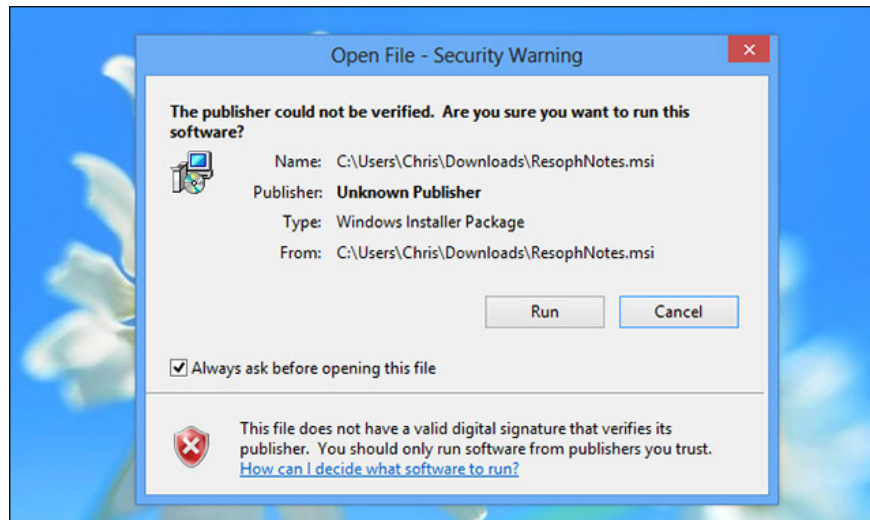 Open File - Security Warning
The publisher could not be verified.  Are you sure you want to run this
software?
Name: C:\Users\Chris\Downloads\ResophNotes.msi
Publisher: Unknown Publisher
Type: Windows Installer Package
From: C:\Users\Chris\Downloads\ResophNotes.msi
Run Cancel
Always ask before opening this file
This file does not have a valid digital signature that verifies its
publisher.  You should only run software from publishers you trust.
How can I decide what software to run?